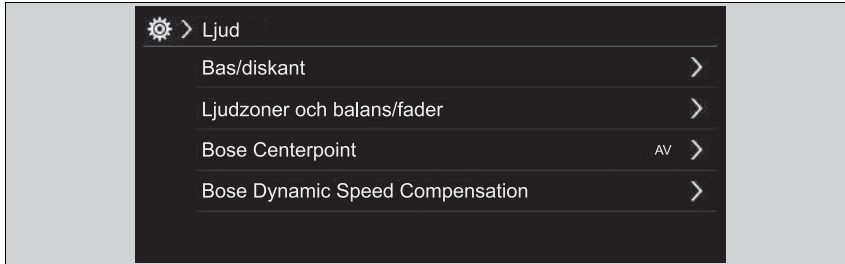 Ljud
Bas/diskant
Ljudzoner och balans/fader
Bose Centerpoint AV
Bose Dynamic Speed Compensation